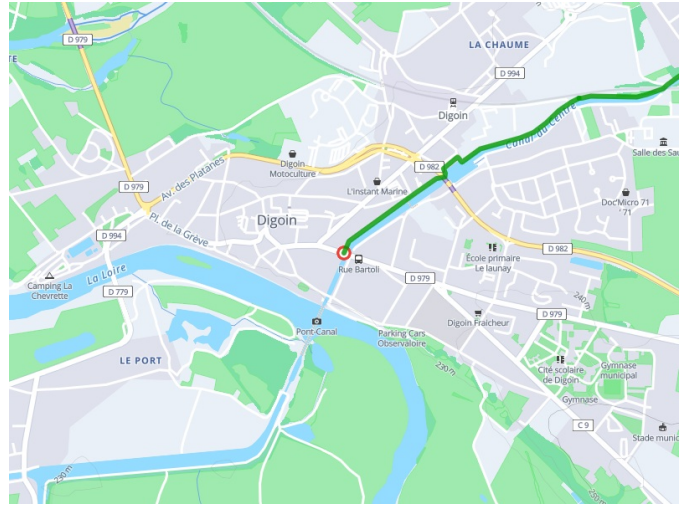 D 979
LA CHAUME
D 994
Digoin
Canal du Centre
Salle des Sau
Digoin
Motoculture
D 982
D 979
Av. des Platanes
L'instant Marine
Doc'Micro 71
' 71
Pl. de la Grève
Digoin
D 994
D 982
École primaire
Le launay
Rue Bartoli
La Loire
Camping La
Chevrette
D 779
D 979
240 m
D 979
Pont-Canal
Digoin Fraicheur
Parking Cars
Observaloire
LE PORT
230 m
Cité scolaire
de Digoin
Gymnase
municipal
Gymnase
C 9
Stade munic
230 m
230 m